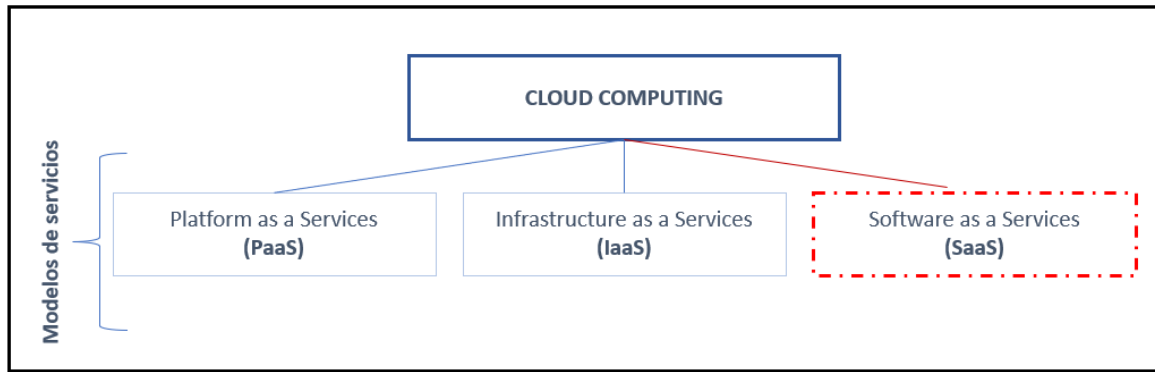 CLOUD COMPUTING
Modelos de servicios
Platform as a Services
(PaaS)
Infrastructure as a Services
(IaaS)
Software as a Services
(SaaS)